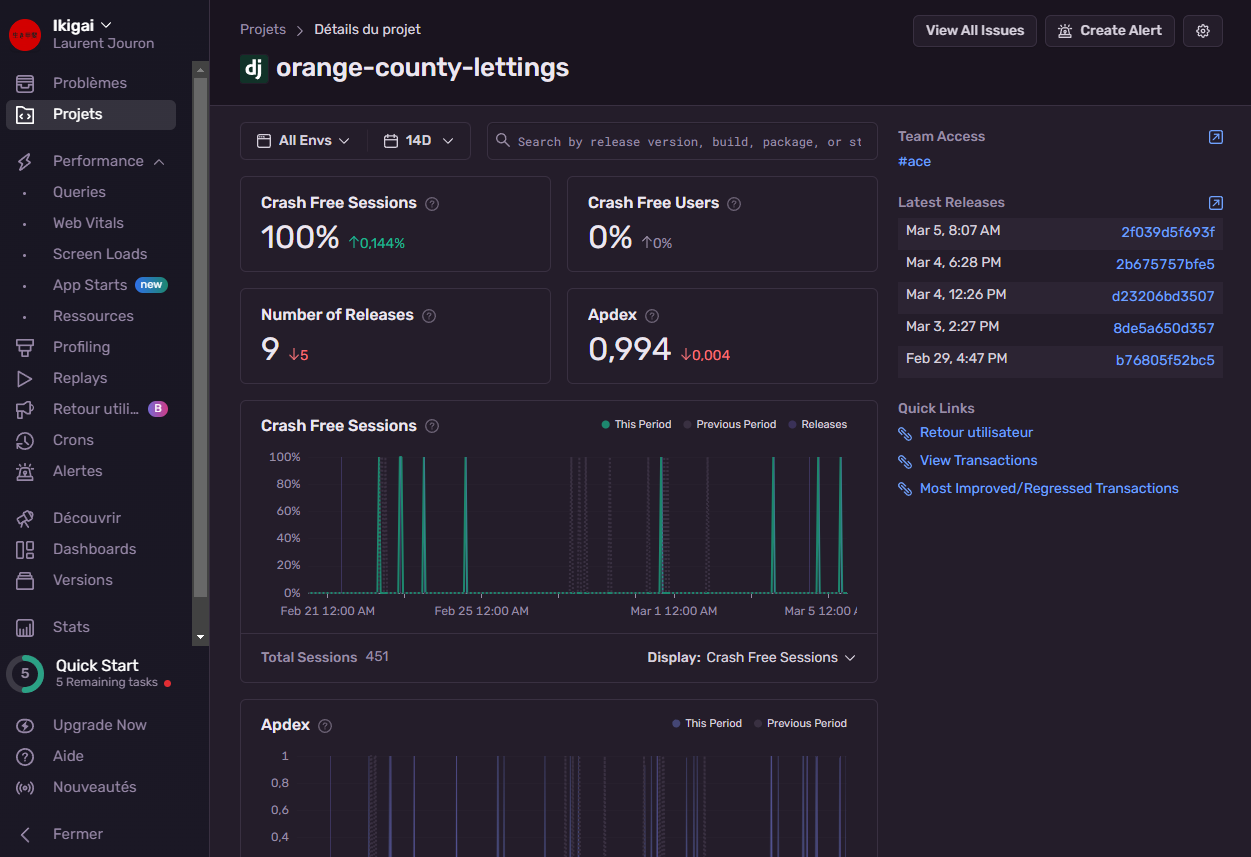 Ikigai
Laurent Jouron
Problèmes
Projets
Performance
Queries
Web Vitals
Screen Loads
App Starts new
Ressources
Profiling
Replays
Retour utili... B
Crons
Alertes
Découvrir
Dashboards
Versions
Stats
5 Quick Start
5 Remaining tasks
Upgrade Now
Aide
Nouveautés
Fermer
Projets > Détails du projet
dj orange-county-lettings
View All Issues
Create Alert
All Envs
14D
Search by release version, build, package, or st
Crash Free Sessions ?
100% ↑0,144%
Crash Free Users ?
0% ↑0%
Number of Releases ?
9 ↓5
Apdex ?
0,994 ↓0,004
Crash Free Sessions ?
This Period Previous Period Releases
100%
80%
60%
40%
20%
0%
Feb 21 12:00 AM Feb 25 12:00 AM Mar 1 12:00 AM Mar 5 12:00 A
Total Sessions 451
Display: Crash Free Sessions
Apdex ?
This Period Previous Period
1
0,8
0,6
0,4
Team Access
#ace
Latest Releases
Mar 5, 8:07 AM 2f039d5f693f
Mar 4, 6:28 PM 2b675757bfe5
Mar 4, 12:26 PM d23206bd3507
Mar 3, 2:27 PM 8de5a650d357
Feb 29, 4:47 PM b76805f52bc5
Quick Links
Retour utilisateur
View Transactions
Most Improved/Regressed Transactions